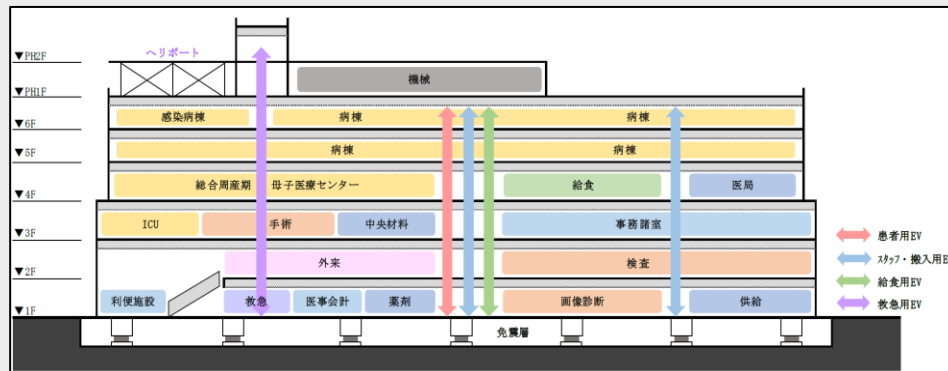 ▼PH2F
ヘリポート
機械
▼PH1F
感染病棟
病棟
病棟
▼6F
病棟
病棟
▼5F
総合周産期 母子医療センター
給食
医局
▼4F
ICU
手術
中央材料
事務諸室
▼3F
外来
検査
▼2F
利便施設
救急
医事会計
薬剤
画像診断
供給
▼1F
免震層
患者用EV
スタッフ・搬入用E
給食用EV
救急用EV